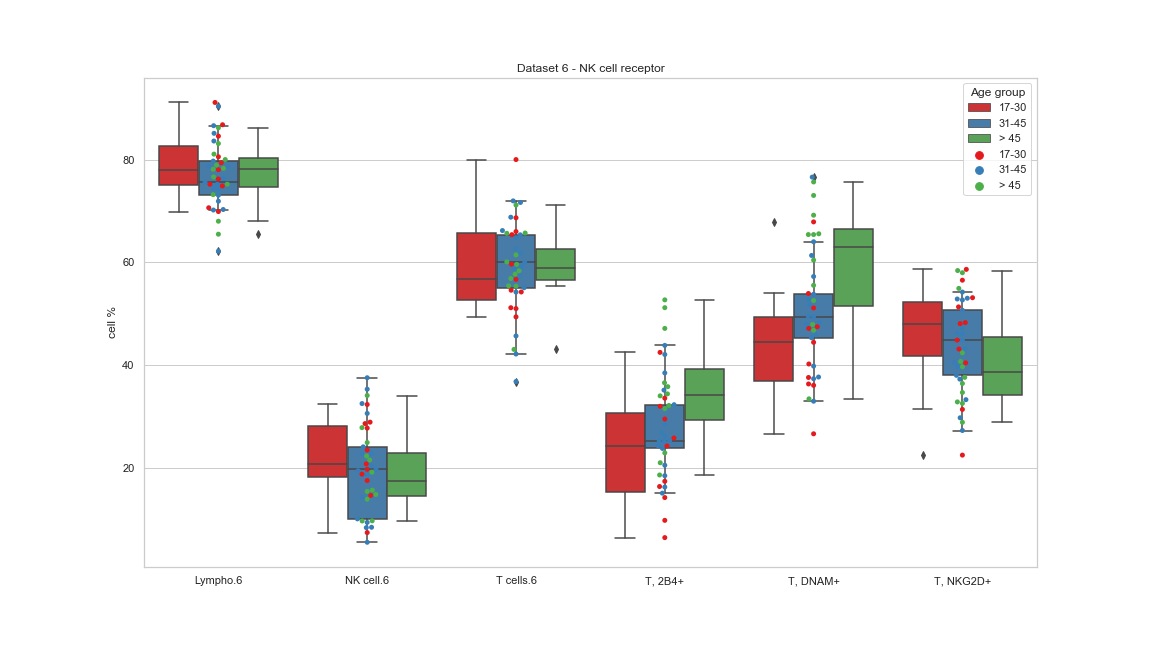 Dataset 6 - NK cell receptor
Age group
17-30
31-45
> 45
17-30
31-45
> 45
cell %
80
60
40
20
Lympho.6
NK cell.6
T cells.6
T, 2B4+
T, DNAM+
T, NKG2D+